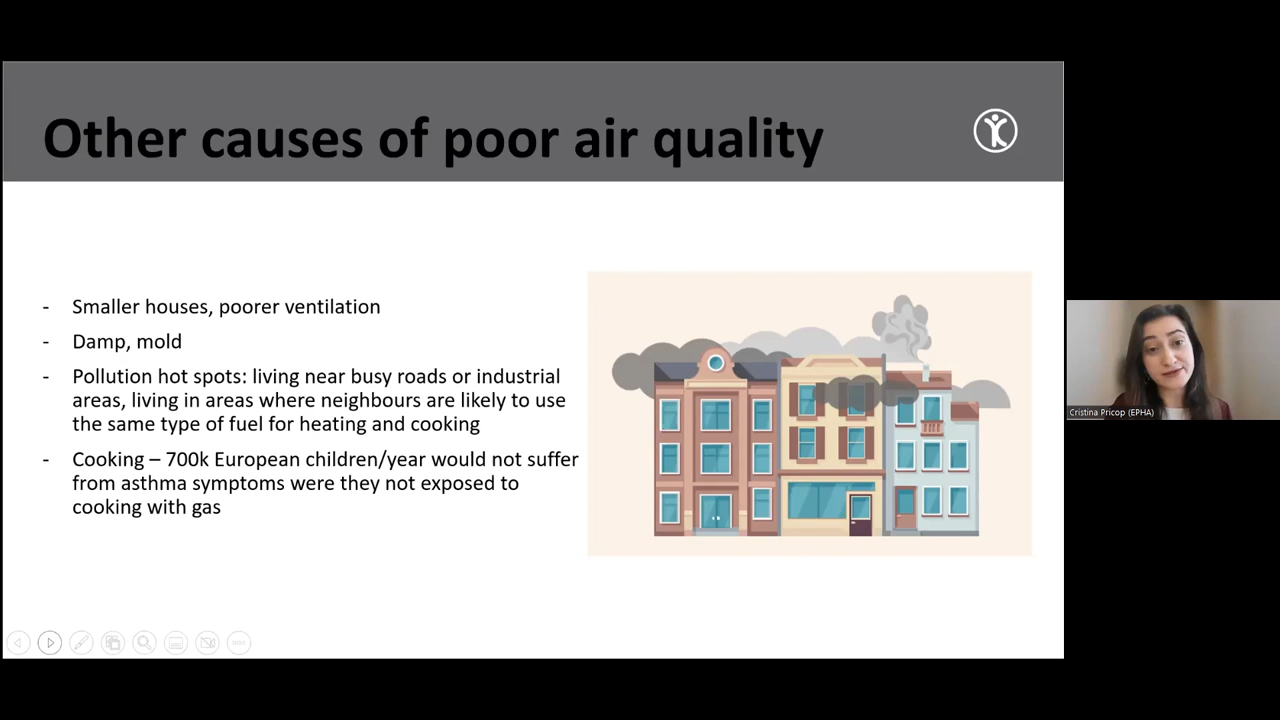 Other causes of poor air quality
- Smaller houses, poorer ventilation
- Damp, mold
- Pollution hot spots: living near busy roads or industrial
areas, living in areas where neighbours are likely to use
the same type of fuel for heating and cooking
- Cooking – 700k European children/year would not suffer
from asthma symptoms were they not exposed to
cooking with gas
Cristina Pricop (EPHA)